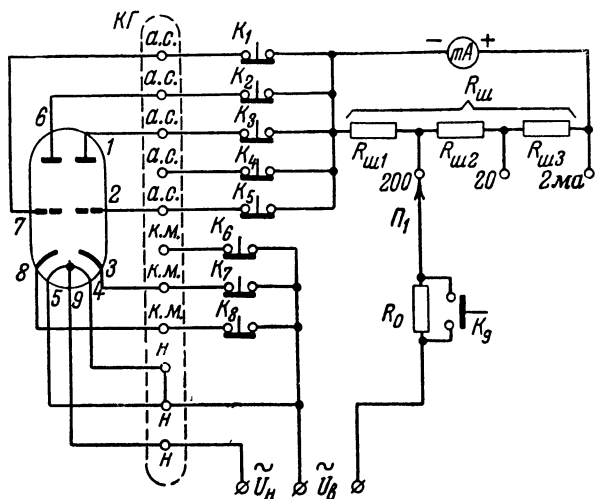 КГ
а.с. К1
− mA +
а.с. К2
6 Rш
а.с. К3
1
Rш1 Rш2 Rш3
а.с. К4
200 20 2ма
2 а.с. К5
7 П1
к.м. К6
8 3 к.м. К7
5 9 4
R0 Кg
к.м. К8
н
н
н
~ ~
Uн Uв